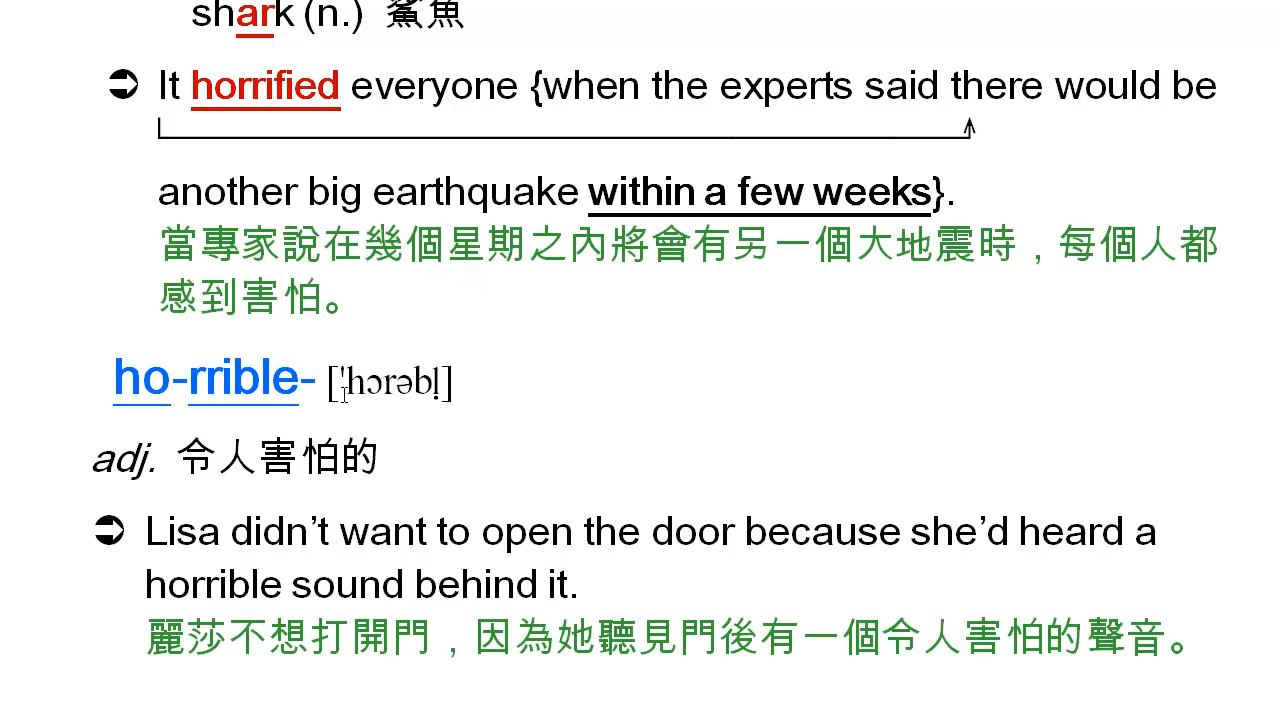 shark (n.) 鯊魚
➲ It horrified everyone {when the experts said there would be
another big earthquake within a few weeks}.
當專家說在幾個星期之內將會有另一個大地震時，每個人都
感到害怕。
ho-rrible- [ˈhɔrəbl̩]
adj. 令人害怕的
➲ Lisa didn’t want to open the door because she’d heard a
horrible sound behind it.
麗莎不想打開門，因為她聽見門後有一個令人害怕的聲音。